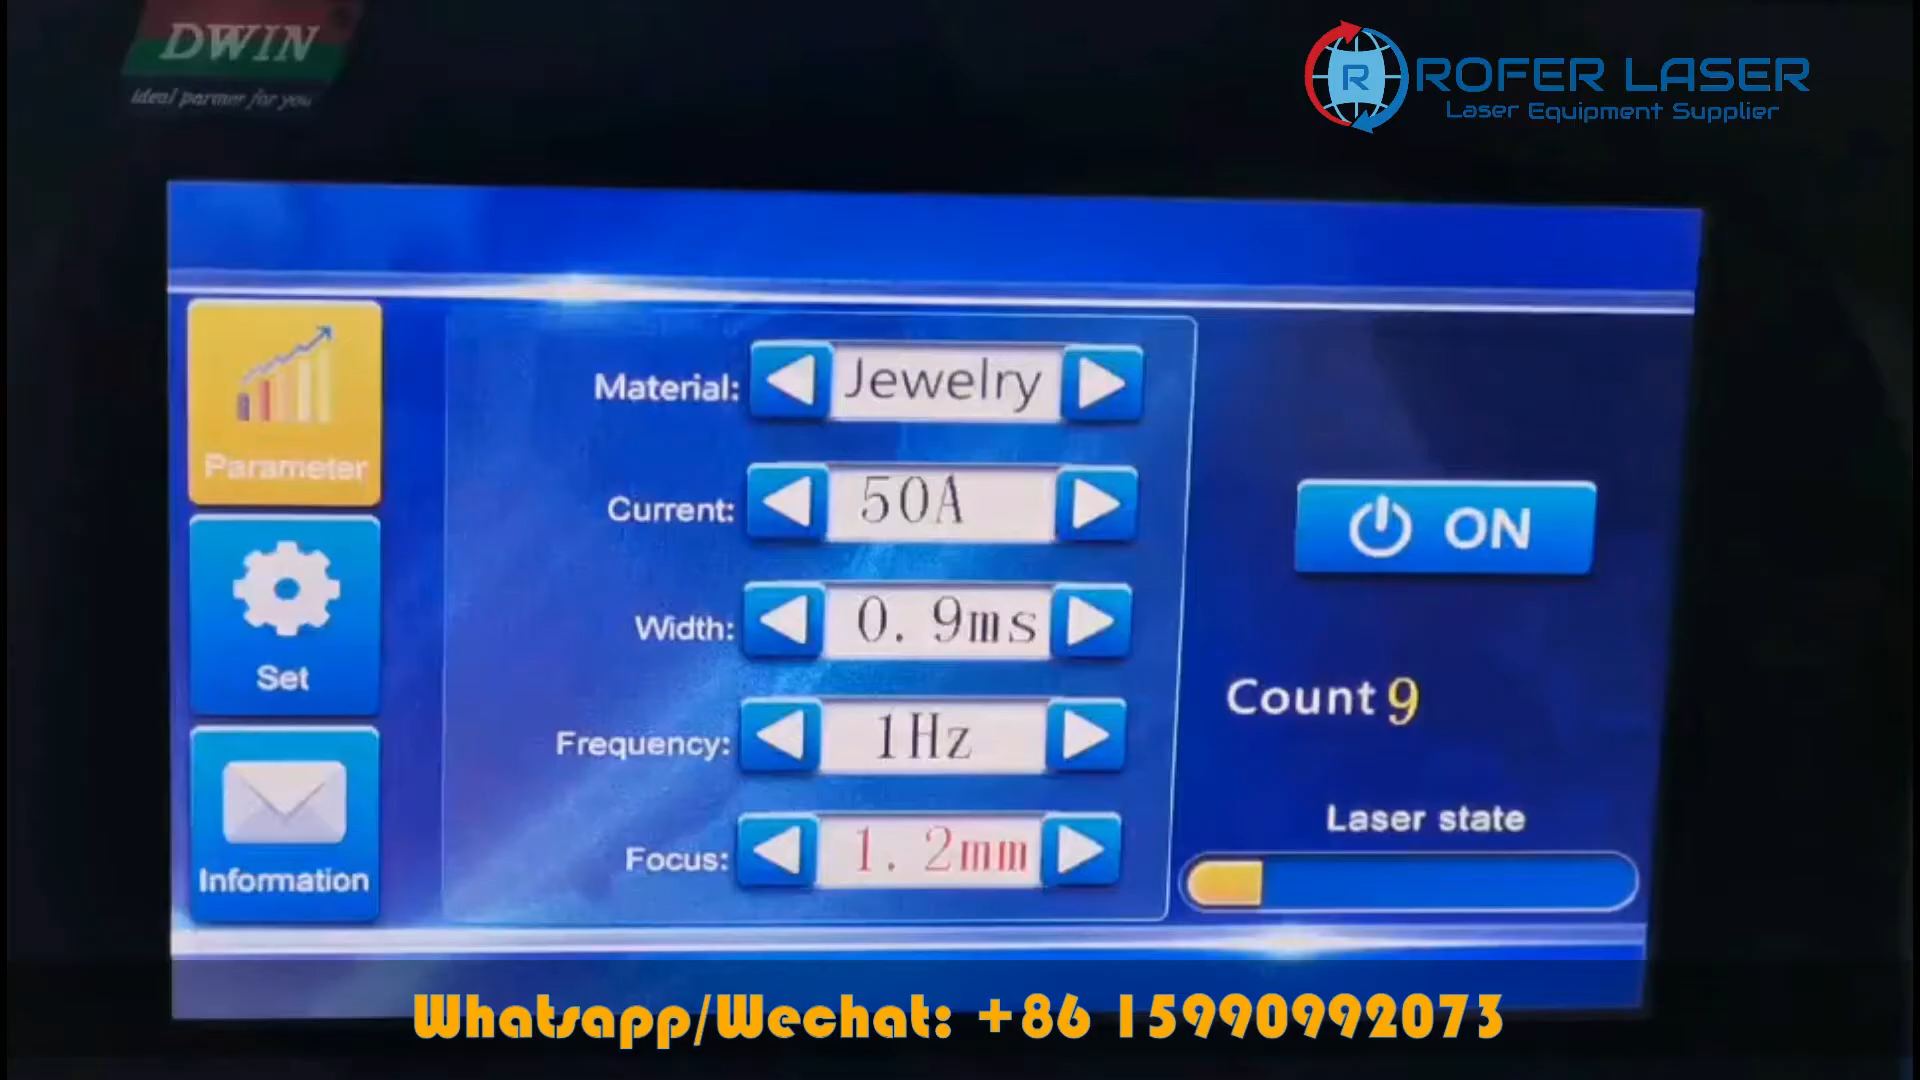 DWIN
Ideal partner for you
R ROFER LASER
Laser Equipment Supplier
Parameter
Set
Information
Material: Jewelry
Current: 50A
Width: 0.9ms
Frequency: 1Hz
Focus: 1.2mm
ON
Count 9
Laser state
Whatsapp/Wechat: +86 15990992073